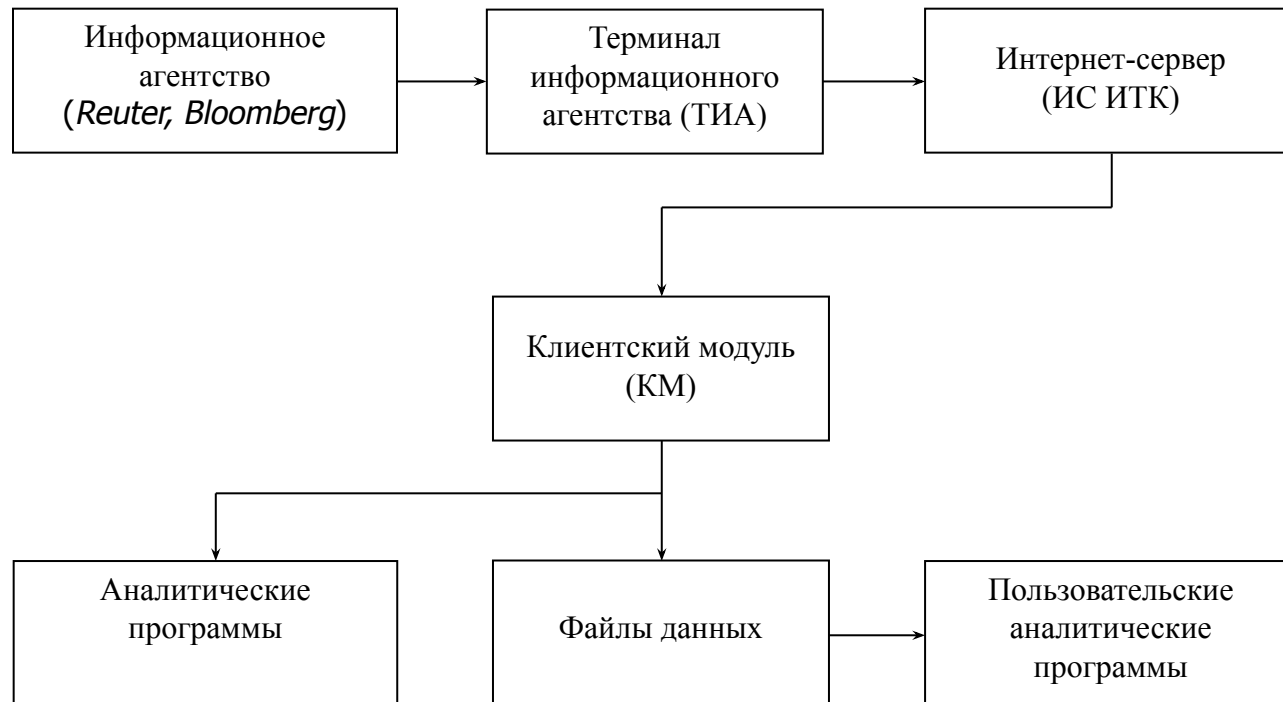 Информационное
агентство
(Reuter, Bloomberg)
Терминал
информационного
агентства (ТИА)
Интернет-сервер
(ИС ИТК)
Клиентский модуль
(КМ)
Аналитические
программы
Файлы данных
Пользовательские
аналитические
программы